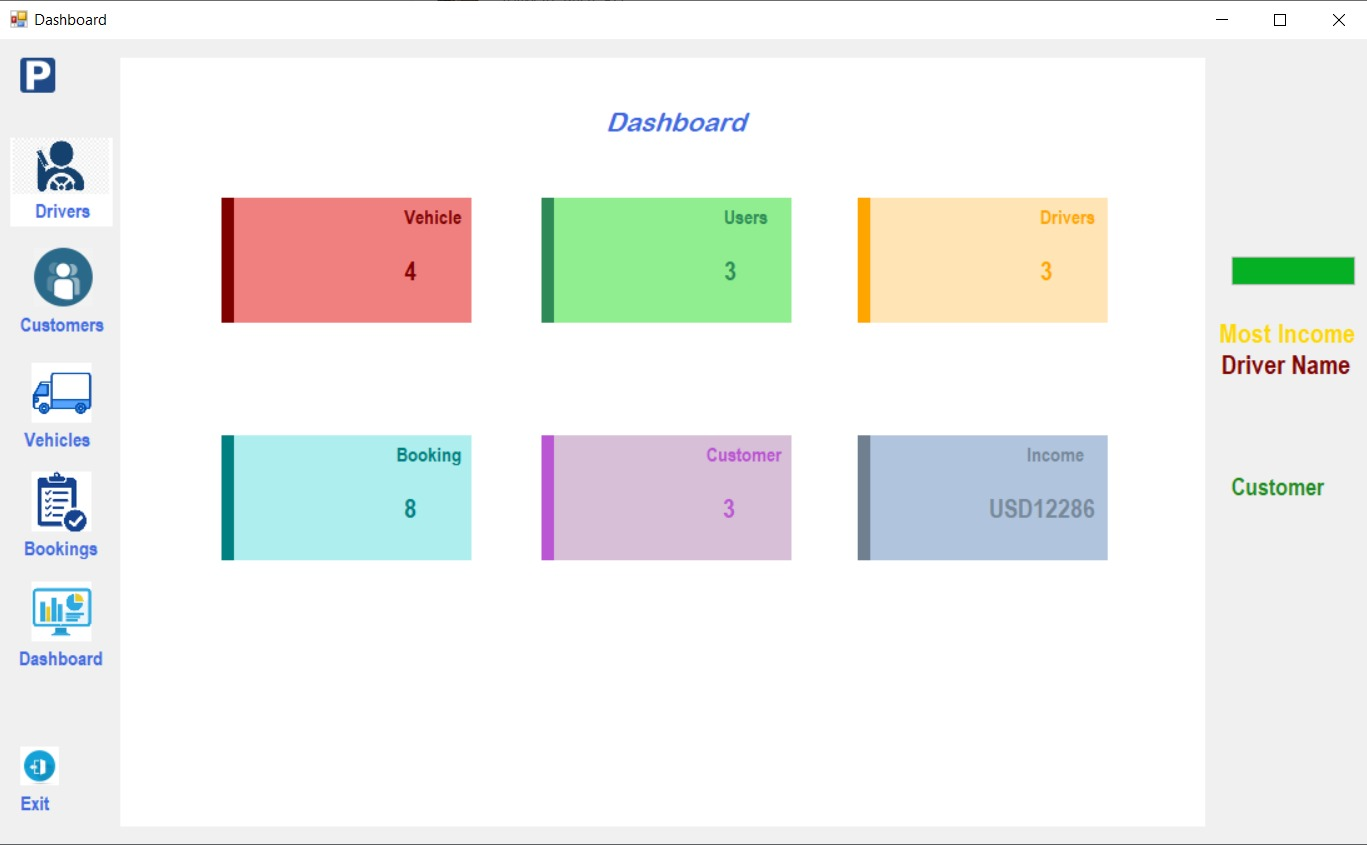 Dashboard
P
Drivers
Customers
Vehicles
Bookings
Dashboard
Exit
Dashboard
Vehicle
4
Users
3
Drivers
3
Booking
8
Customer
3
Income
USD12286
Most Income
Driver Name
Customer